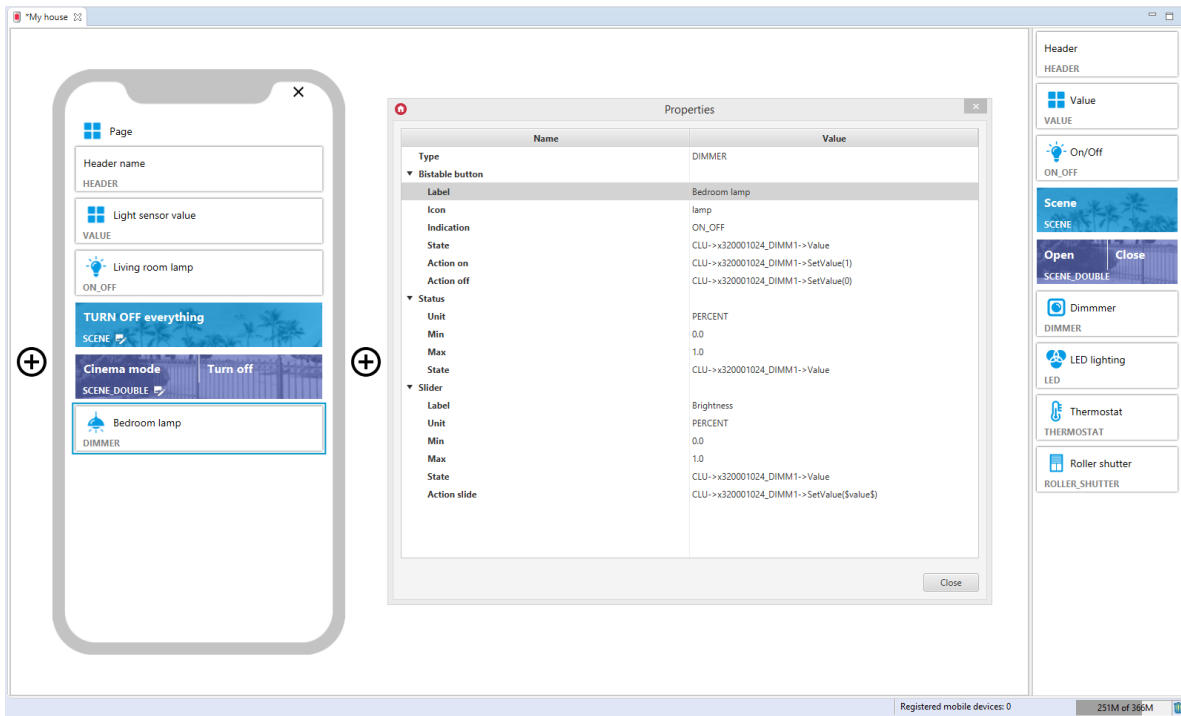 *My house
Page
Header name
HEADER
Light sensor value
VALUE
Living room lamp
ON_OFF
TURN OFF everything
SCENE
Cinema mode Turn off
SCENE_DOUBLE
Bedroom lamp
DIMMER
Properties
Name Value
Type DIMMER
Bistable button
Label Bedroom lamp
Icon lamp
Indication ON_OFF
State CLU->x320001024_DIMM1->Value
Action on CLU->x320001024_DIMM1->SetValue(1)
Action off CLU->x320001024_DIMM1->SetValue(0)
Status
Unit PERCENT
Min 0.0
Max 1.0
State CLU->x320001024_DIMM1->Value
Slider
Label Brightness
Unit PERCENT
Min 0.0
Max 1.0
State CLU->x320001024_DIMM1->Value
Action slide CLU->x320001024_DIMM1->SetValue($value$)
Close
Header
HEADER
Value
VALUE
On/Off
ON_OFF
Scene
SCENE
Open Close
SCENE_DOUBLE
Dimmmer
DIMMER
LED lighting
LED
Thermostat
THERMOSTAT
Roller shutter
ROLLER_SHUTTER
Registered mobile devices: 0
251M of 366M